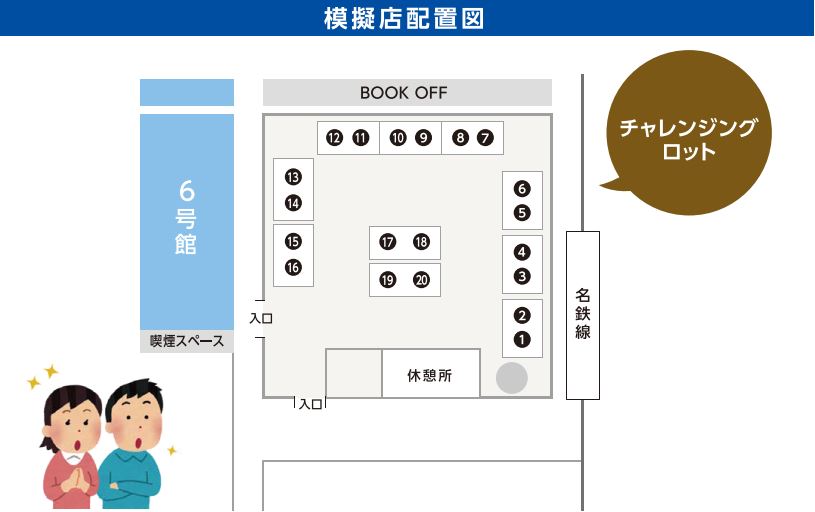 模擬店配置図
BOOK OFF
チャレンジング
ロット
⑫ ⑪ ⑩ ⑨ ⑧ ⑦
⑬
⑭
⑮
⑯
⑰ ⑱
⑲ ⑳
⑥
⑤
④
③
②
①
6号館
喫煙スペース
入口
入口
休憩所
名鉄線